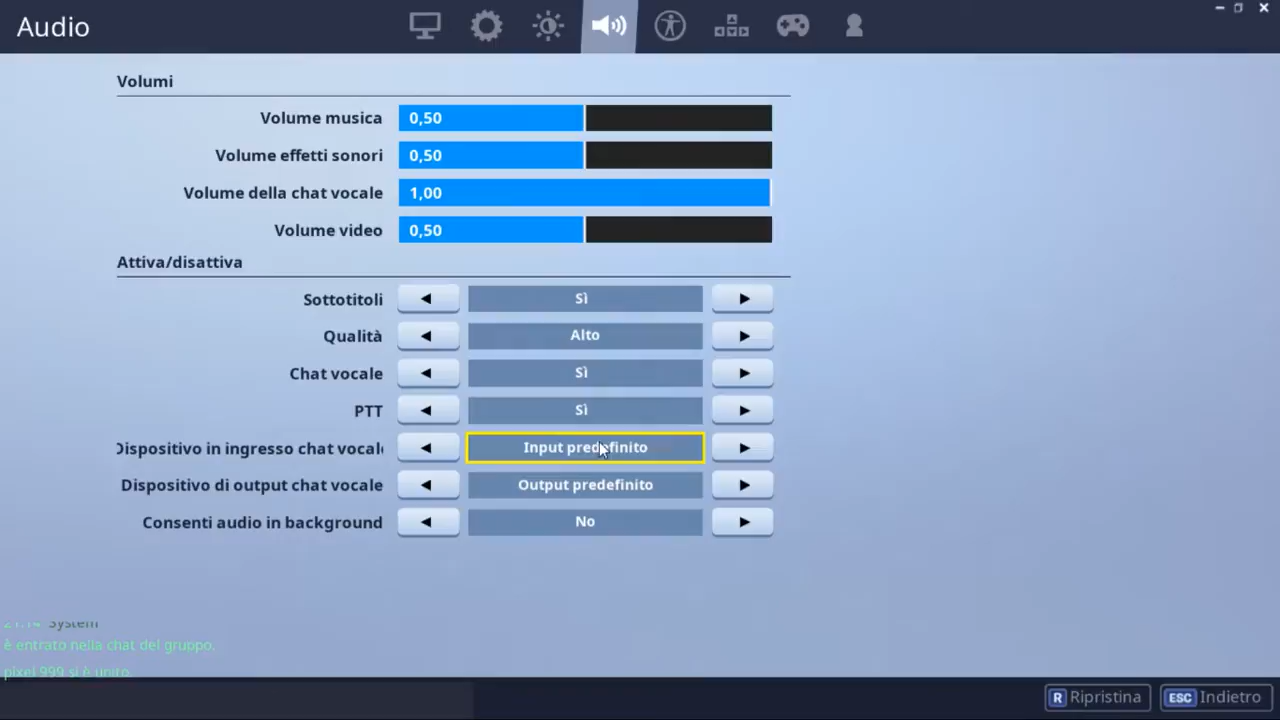 Audio
Volumi
Volume musica 0,50
Volume effetti sonori 0,50
Volume della chat vocale 1,00
Volume video 0,50
Attiva/disattiva
Sottotitoli ◀ Sì ▶
Qualità ◀ Alto ▶
Chat vocale ◀ Sì ▶
PTT ◀ Sì ▶
Dispositivo in ingresso chat vocale ◀ Input predefinito ▶
Dispositivo di output chat vocale ◀ Output predefinito ▶
Consenti audio in background ◀ No ▶
System
è entrato nella chat del gruppo.
pixel 999 si è unito.
R Ripristina ESC Indietro